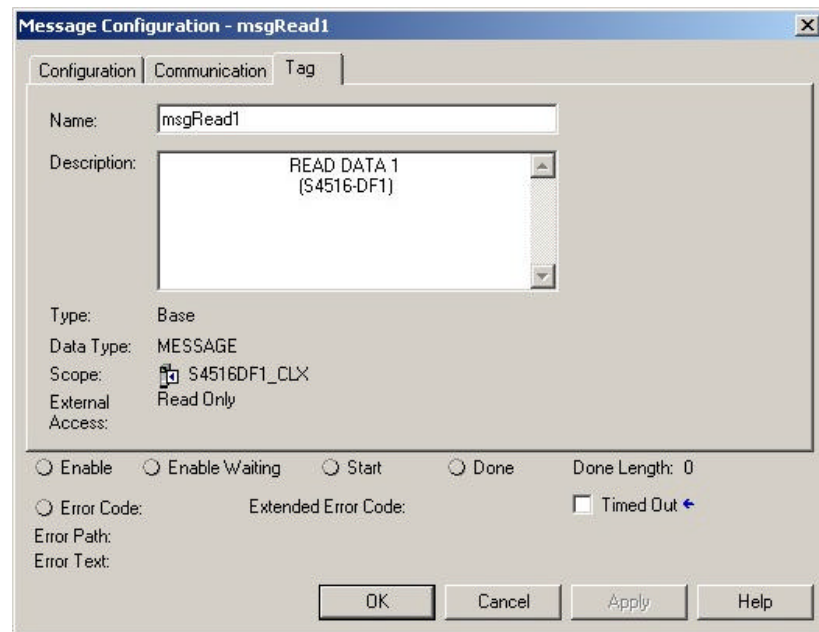 Message Configuration - msgRead1
Configuration Communication Tag
Name: msgRead1
Description: READ DATA 1
(S4516-DF1)
Type: Base
Data Type: MESSAGE
Scope: S4516DF1_CLX
External Access: Read Only
Enable Enable Waiting Start Done Done Length: 0
Error Code: Extended Error Code: Timed Out
Error Path:
Error Text:
OK Cancel Apply Help